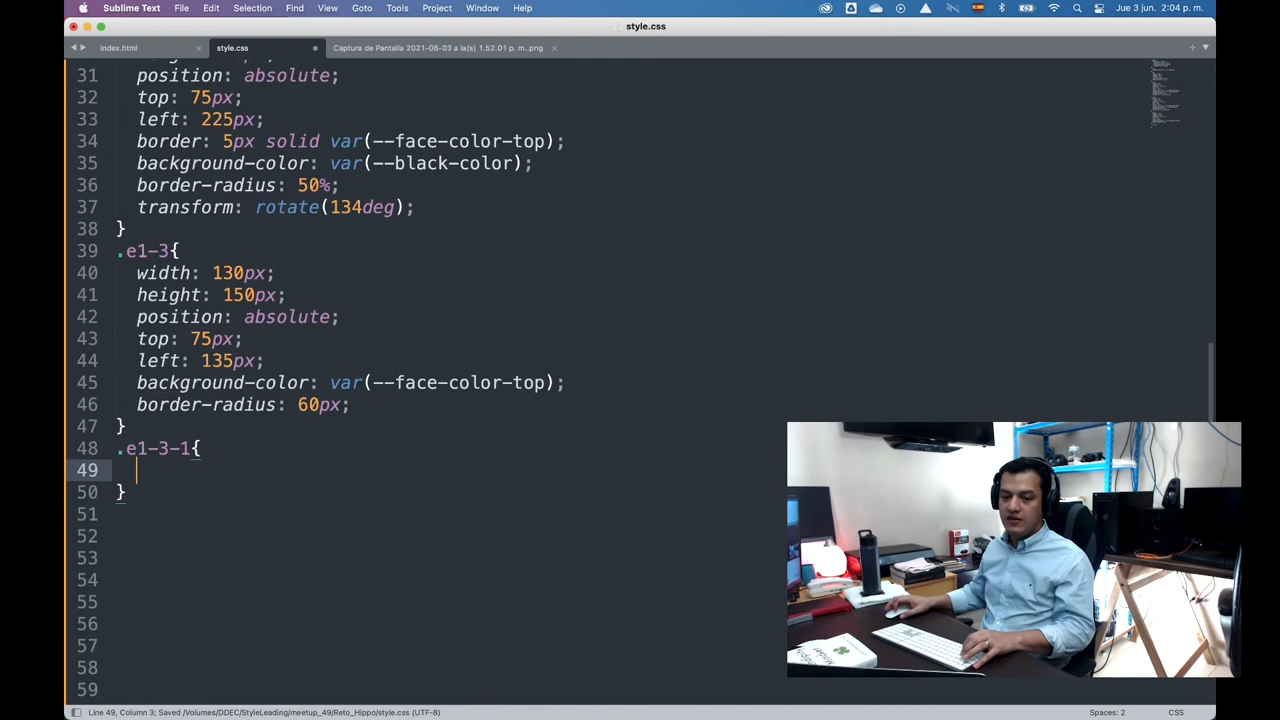 Sublime Text File Edit Selection Find View Goto Tools Project Window Help Jue 3 jun. 2:04 p. m.
style.css
index.html style.css Captura de Pantalla 2021-06-03 a la(s) 1.52.01 p. m..png
31 position: absolute;
32 top: 75px;
33 left: 225px;
34 border: 5px solid var(--face-color-top);
35 background-color: var(--black-color);
36 border-radius: 50%;
37 transform: rotate(134deg);
38 }
39 .e1-3{
40 width: 130px;
41 height: 150px;
42 position: absolute;
43 top: 75px;
44 left: 135px;
45 background-color: var(--face-color-top);
46 border-radius: 60px;
47 }
48 .e1-3-1{
49
50 }
51
52
53
54
55
56
57
58
59
Line 49, Column 3; Saved /Volumes/DDEC/StyleLeading/meetup_49/Reto_Hippo/style.css (UTF-8) Spaces: 2 CSS